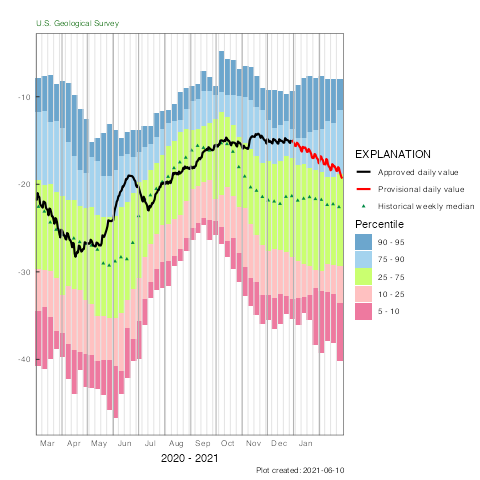 U.S. Geological Survey
-10
-20
-30
-40
Mar Apr May Jun Jul Aug Sep Oct Nov Dec Jan
2020 - 2021
Plot created: 2021-06-10
EXPLANATION
Approved daily value
Provisional daily value
Historical weekly median
Percentile
90 - 95
75 - 90
25 - 75
10 - 25
5 - 10